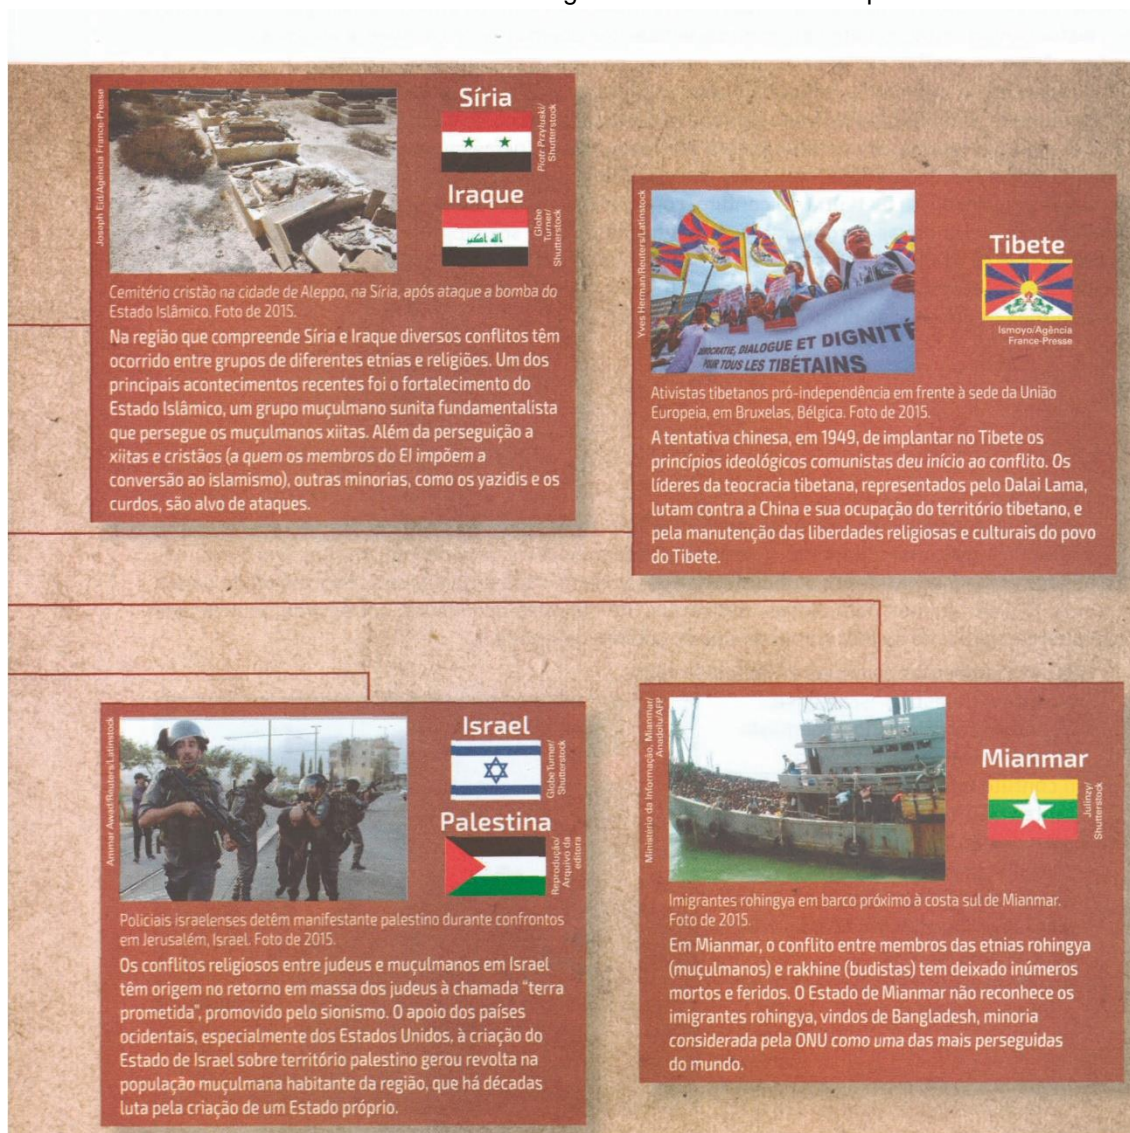 Síria
Piotr Przyluski/
Shutterstock
Iraque
Globe
Turner/
Shutterstock
Joseph Eid/Agência France-Presse
Cemitério cristão na cidade de Aleppo, na Síria, após ataque a bomba do
Estado Islâmico. Foto de 2015.
Na região que compreende Síria e Iraque diversos conflitos têm
ocorrido entre grupos de diferentes etnias e religiões. Um dos
principais acontecimentos recentes foi o fortalecimento do
Estado Islâmico, um grupo muçulmano sunita fundamentalista
que persegue os muçulmanos xiitas. Além da perseguição a
xiitas e cristãos (a quem os membros do EI impõem a
conversão ao islamismo), outras minorias, como os yazidis e os
curdos, são alvo de ataques.
Yves Herman/Reuters/Latinstock
DÉMOCRATIE, DIALOGUE ET DIGNITÉ
POUR TOUS LES TIBÉTAINS
Tibete
Ismoyo/Agência
France-Presse
Ativistas tibetanos pró-independência em frente à sede da União
Europeia, em Bruxelas, Bélgica. Foto de 2015.
A tentativa chinesa, em 1949, de implantar no Tibete os
princípios ideológicos comunistas deu início ao conflito. Os
líderes da teocracia tibetana, representados pelo Dalai Lama,
lutam contra a China e sua ocupação do território tibetano, e
pela manutenção das liberdades religiosas e culturais do povo
do Tibete.
Ammar Awad/Reuters/Latinstock
Israel
GlobeTurner/
Shutterstock
Palestina
Reprodução/
Arquivo da
editora
Policiais israelenses detêm manifestante palestino durante confrontos
em Jerusalém, Israel. Foto de 2015.
Os conflitos religiosos entre judeus e muçulmanos em Israel
têm origem no retorno em massa dos judeus à chamada "terra
prometida", promovido pelo sionismo. O apoio dos países
ocidentais, especialmente dos Estados Unidos, à criação do
Estado de Israel sobre território palestino gerou revolta na
população muçulmana habitante da região, que há décadas
luta pela criação de um Estado próprio.
Ministério da Informação, Mianmar/
Anadolu/AFP
Mianmar
Julinzy/
Shutterstock
Imigrantes rohingya em barco próximo à costa sul de Mianmar.
Foto de 2015.
Em Mianmar, o conflito entre membros das etnias rohingya
(muçulmanos) e rakhine (budistas) tem deixado inúmeros
mortos e feridos. O Estado de Mianmar não reconhece os
imigrantes rohingya, vindos de Bangladesh, minoria
considerada pela ONU como uma das mais perseguidas
do mundo.